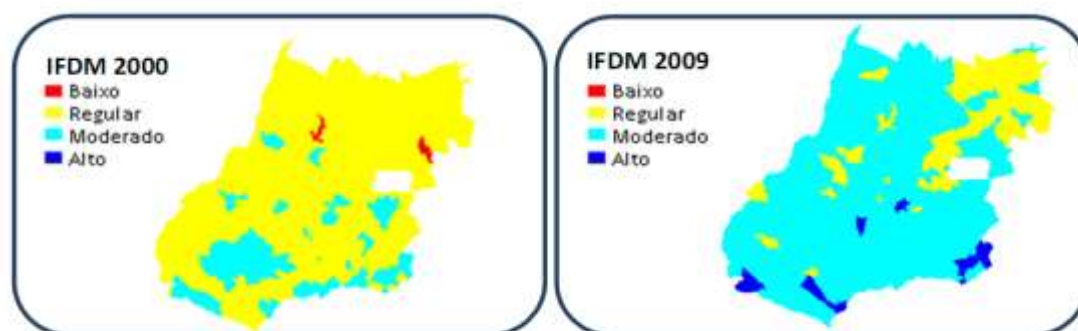 IFDM 2000
Baixo
Regular
Moderado
Alto
IFDM 2009
Baixo
Regular
Moderado
Alto